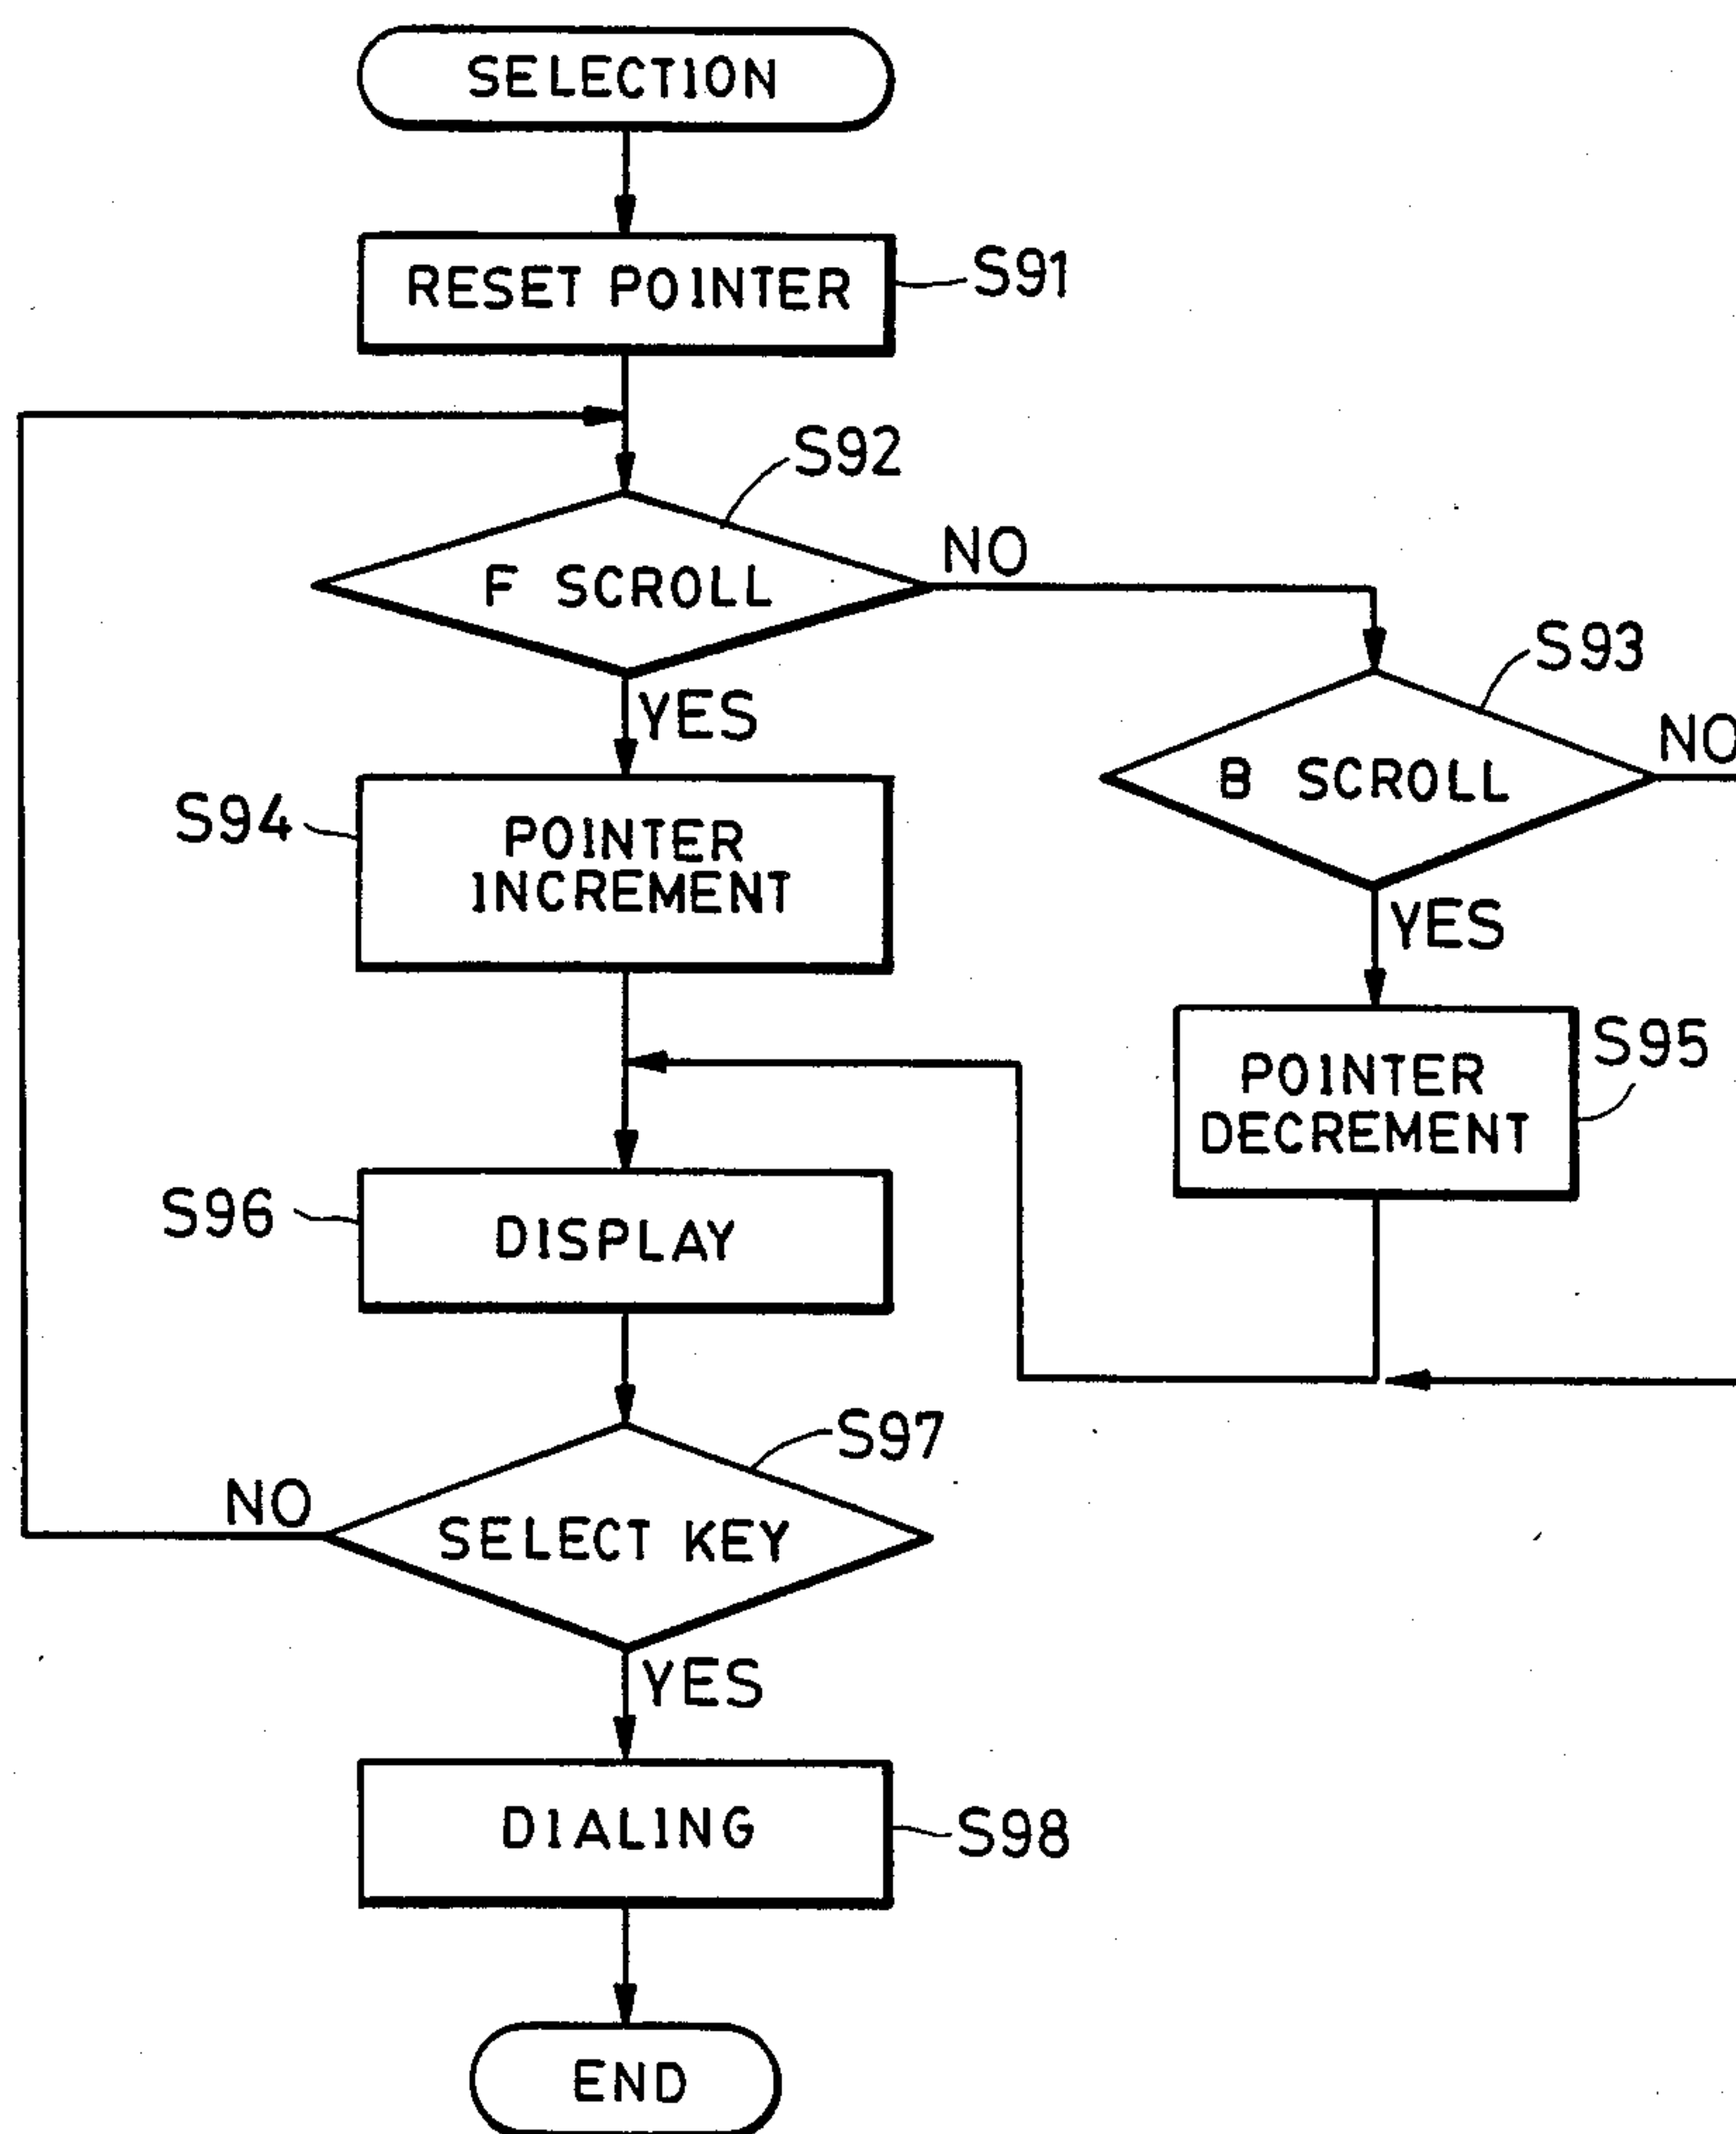 SELECTION
RESET POINTER
S91
S92
F SCROLL
NO
YES
S93
B SCROLL
NO
YES
S94
POINTER
INCREMENT
S95
POINTER
DECREMENT
S96
DISPLAY
S97
SELECT KEY
NO
YES
DIALING
S98
END